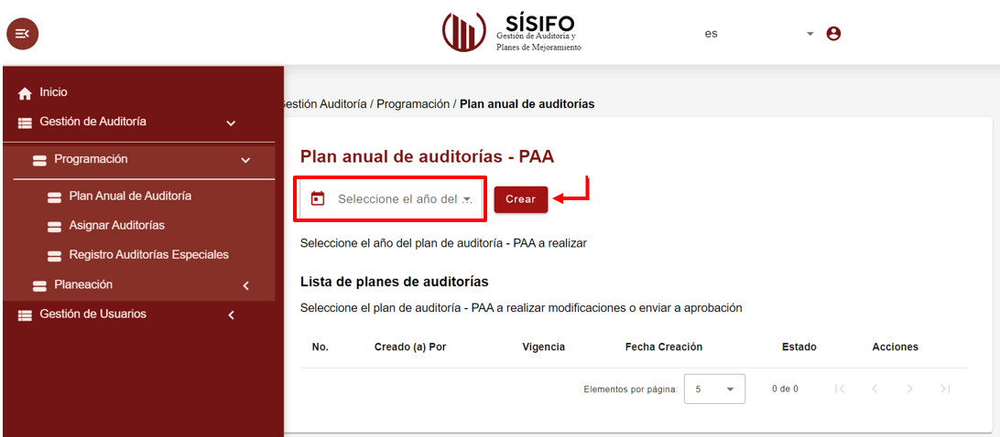 SÍSIFO
Gestión de Auditoría y
Planes de Mejoramiento
es
Inicio
Gestión de Auditoría
Programación
Plan Anual de Auditoría
Asignar Auditorías
Registro Auditorías Especiales
Planeación
Gestión de Usuarios
estión Auditoría / Programación / Plan anual de auditorías
Plan anual de auditorías - PAA
Seleccione el año del ...
Crear
Seleccione el año del plan de auditoría - PAA a realizar
Lista de planes de auditorías
Seleccione el plan de auditoría - PAA a realizar modificaciones o enviar a aprobación
No. Creado (a) Por Vigencia Fecha Creación Estado Acciones
Elementos por página: 5 0 de 0